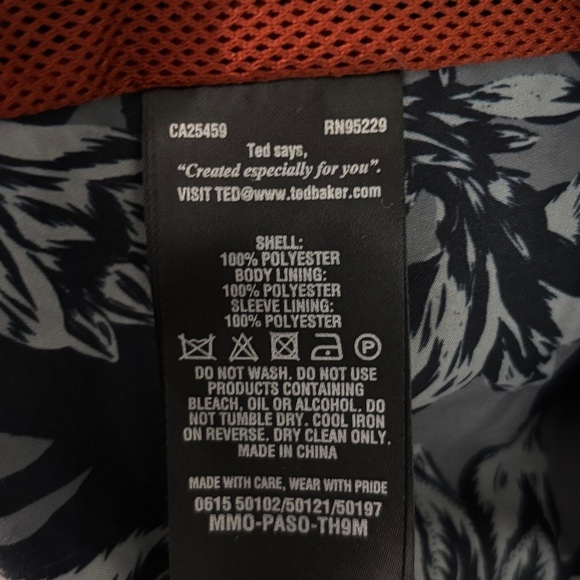 CA25459 RN95229
Ted says,
"Created especially for you".
VISIT TED@www.tedbaker.com
SHELL:
100% POLYESTER
BODY LINING:
100% POLYESTER
SLEEVE LINING:
100% POLYESTER
P
DO NOT WASH. DO NOT USE
PRODUCTS CONTAINING
BLEACH, OIL OR ALCOHOL. DO
NOT TUMBLE DRY. COOL IRON
ON REVERSE. DRY CLEAN ONLY.
MADE IN CHINA
MADE WITH CARE, WEAR WITH PRIDE
0615 50102/50121/50197
MMO-PASO-TH9M